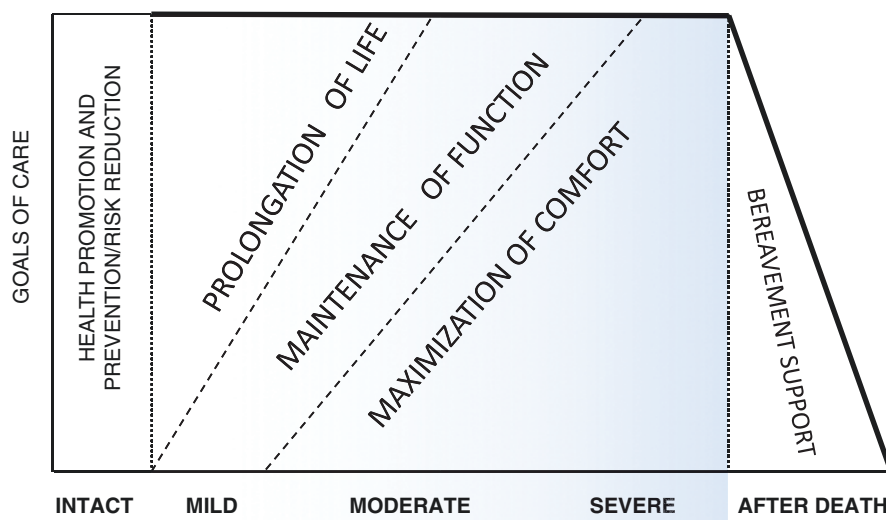 GOALS OF CARE
HEALTH PROMOTION AND
PREVENTION/RISK REDUCTION
PROLONGATION OF LIFE
MAINTENANCE OF FUNCTION
MAXIMIZATION OF COMFORT
BEREAVEMENT SUPPORT
INTACT MILD MODERATE SEVERE AFTER DEATH